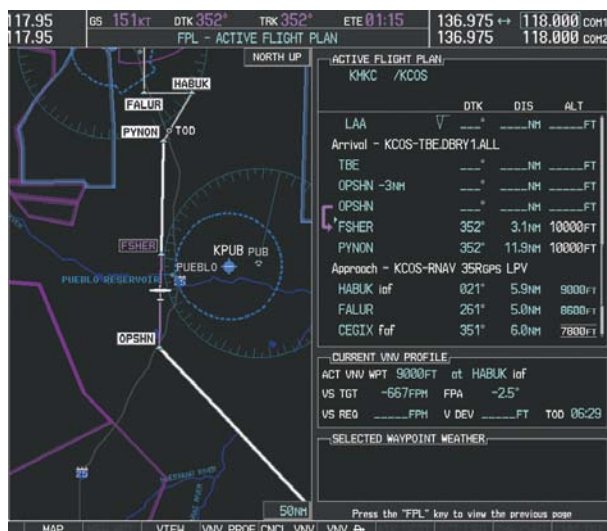 117.95 GS 151KT DTK 352° TRK 352° ETE 01:15 136.975 ↔ 118.000 COM1
117.95 FPL - ACTIVE FLIGHT PLAN 136.975 118.000 COM2
NORTH UP
HABUK
FALUR
PYNON TOD
FSHER
KPUB PUB
PUEBLO
PUEBLO RESERVOIR
OPSHN
25
50NM
ACTIVE FLIGHT PLAN
KHKC /KCOS
DTK DIS ALT
LAA ___° ____NM _____FT
Arrival - KCOS-TBE.DBRY1.ALL
TBE ___° ____NM _____FT
OPSHN -3NM ___° ____NM _____FT
OPSHN ___° ____NM _____FT
FSHER 352° 3.1NM 10000FT
PYNON 352° 11.9NM 10000FT
Approach - KCOS-RNAV 35RGPS LPV
HABUK iaf 021° 5.9NM 9000FT
FALUR 261° 5.0NM 8600FT
CEGIX faf 351° 6.0NM 7800FT
CURRENT VNV PROFILE
ACT VNV WPT 9000FT at HABUK iaf
VS TGT -667FPM FPA -2.5°
VS REQ _____FPM V DEV _____FT TOD 06:29
SELECTED WAYPOINT WEATHER
Press the "FPL" key to view the previous page
MAP VIEW VNV PROF CNCL VNV VNV